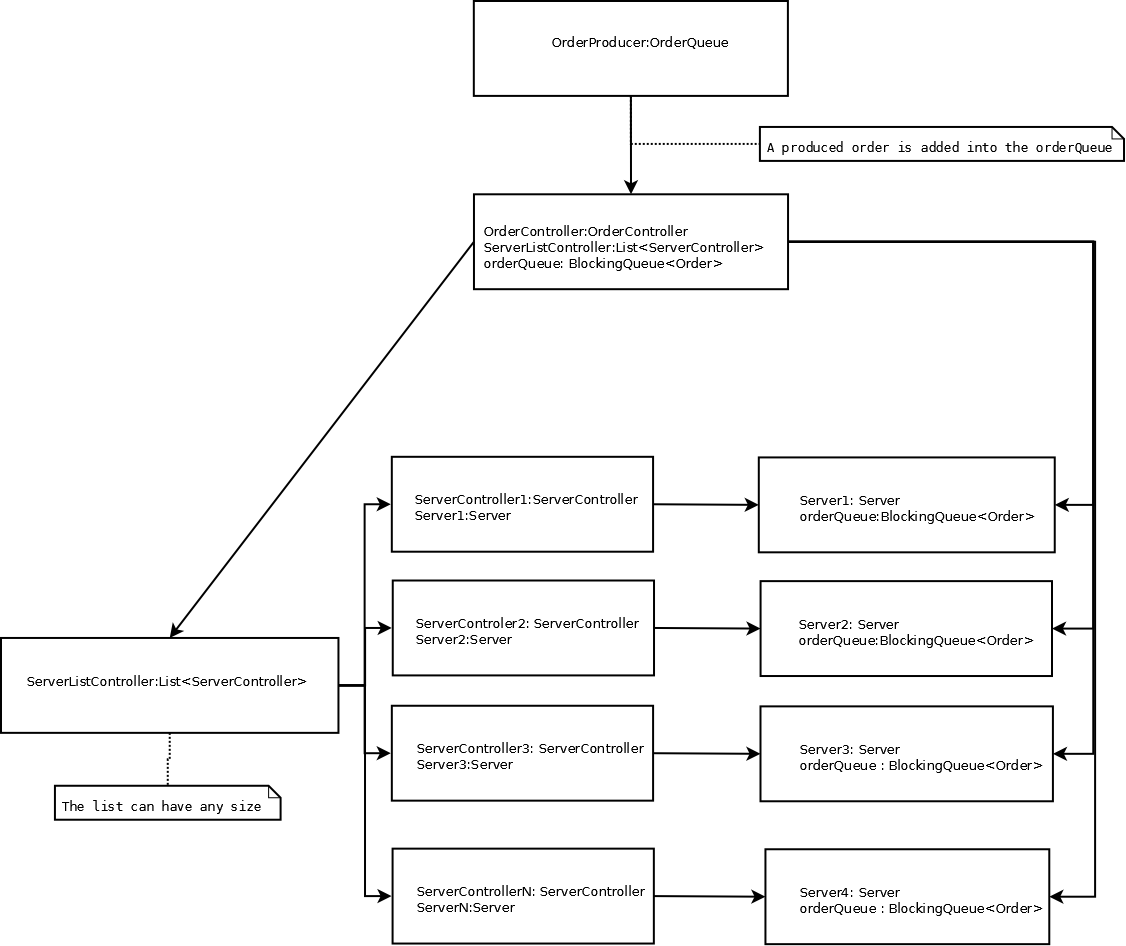 OrderProducer:OrderQueue
A produced order is added into the orderQueue
OrderController:OrderController
ServerListController:List<ServerController>
orderQueue: BlockingQueue<Order>
ServerController1:ServerController
Server1:Server
Server1: Server
orderQueue:BlockingQueue<Order>
ServerControler2: ServerController
Server2:Server
Server2: Server
orderQueue:BlockingQueue<Order>
ServerListController:List<ServerController>
The list can have any size
ServerController3: ServerController
Server3:Server
Server3: Server
orderQueue : BlockingQueue<Order>
ServerControllerN: ServerController
ServerN:Server
Server4: Server
orderQueue : BlockingQueue<Order>